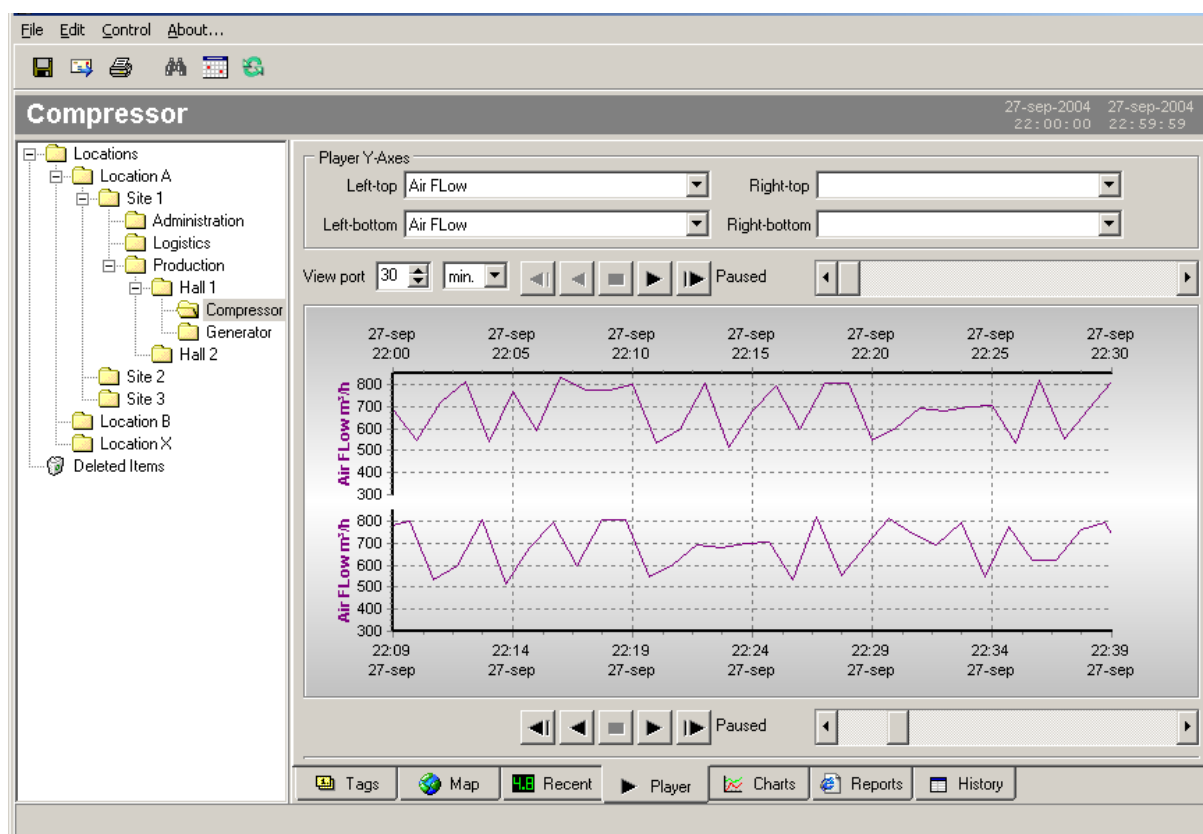 File Edit Control About...
Compressor
27-sep-2004 27-sep-2004
22:00:00 22:59:59
Locations
Location A
Site 1
Administration
Logistics
Production
Hall 1
Compressor
Generator
Hall 2
Site 2
Site 3
Location B
Location X
Deleted Items
Player Y-Axes
Left-top Air FLow Right-top
Left-bottom Air FLow Right-bottom
View port 30 min. Paused
27-sep 27-sep 27-sep 27-sep 27-sep 27-sep 27-sep
22:00 22:05 22:10 22:15 22:20 22:25 22:30
Air FLow m³/h
800
700
600
500
400
300
Air FLow m³/h
800
700
600
500
400
300
22:09 22:14 22:19 22:24 22:29 22:34 22:39
27-sep 27-sep 27-sep 27-sep 27-sep 27-sep 27-sep
Paused
Tags Map 4.8 Recent Player Charts Reports History